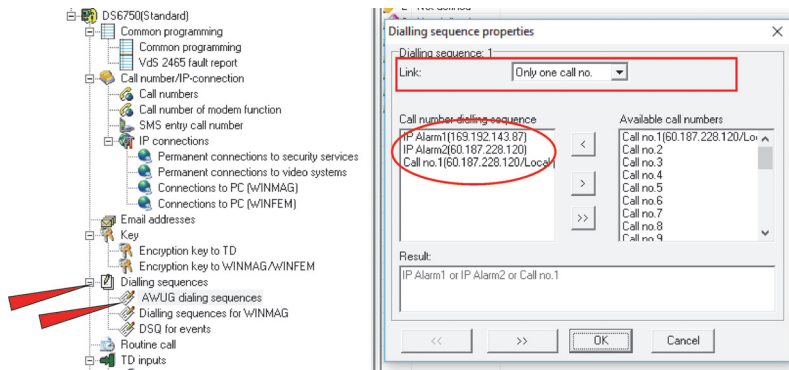 DS6750(Standard)
Common programming
Common programming
VdS 2465 fault report
Call number/IP-connection
Call numbers
Call number of modem function
SMS entry call number
IP connections
Permanent connections to security services
Permanent connections to video systems
Connections to PC (WINMAG)
Connections to PC (WINFEM)
Email addresses
Key
Encryption key to TD
Encryption key to WINMAG/WINFEM
Dialling sequences
AWUG dialing sequences
Dialling sequences for WINMAG
DSQ for events
Routine call
TD inputs
Dialling sequence properties
Dialling sequence: 1
Link: Only one call no.
Call number dialling sequence
IP Alarm1(169.192.143.87)
IP Alarm2(60.187.228.120)
Call no.1(60.187.228.120/Local
<
>
>>
Available call numbers
Call no.1(60.187.228.120/Loc
Call no.2
Call no.3
Call no.4
Call no.5
Call no.6
Call no.7
Call no.8
Call no.9
Result:
IP Alarm1 or IP Alarm2 or Call no.1
<< >> OK Cancel